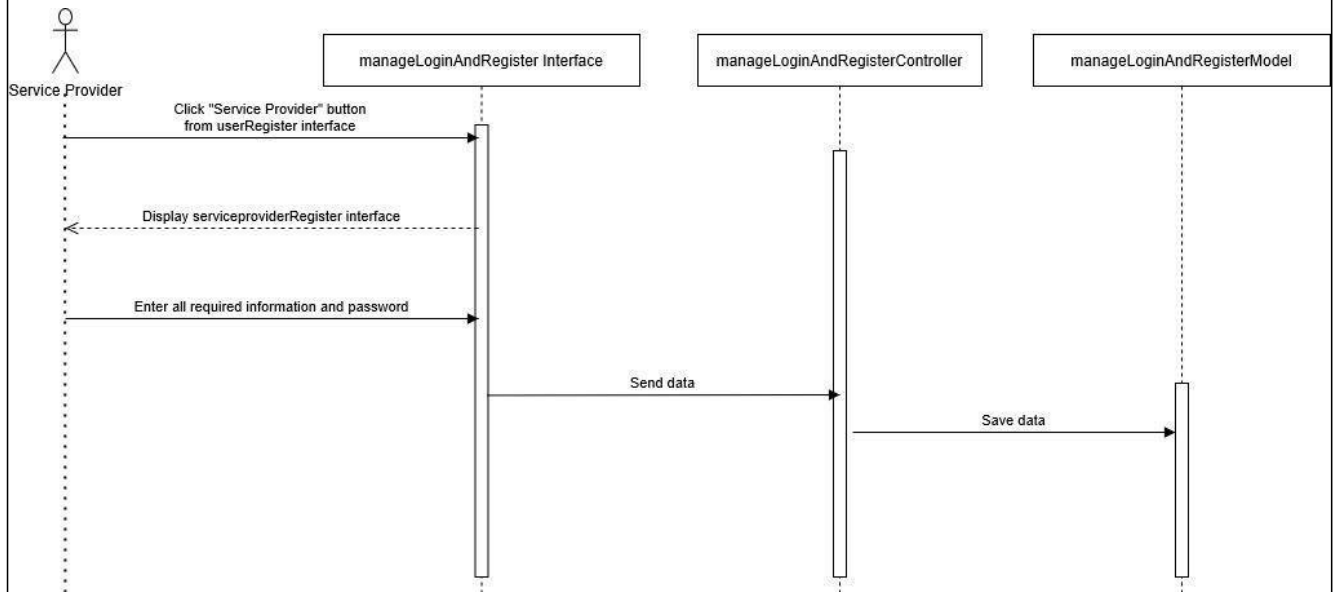 manageLoginAndRegister Interface
manageLoginAndRegisterController
manageLoginAndRegisterModel
Service Provider
Click "Service Provider" button
from userRegister interface
Display serviceproviderRegister interface
Enter all required information and password
Send data
Save data